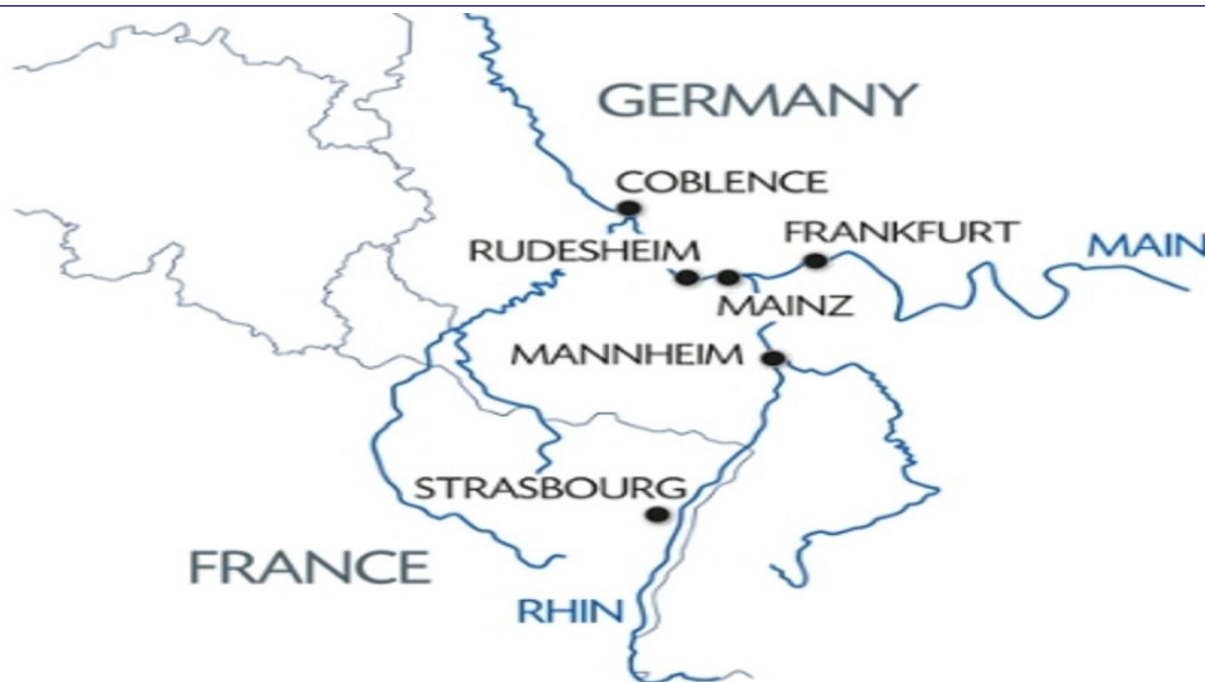 GERMANY
COBLENCE
FRANKFURT
RUDESHEIM
MAIN
MAINZ
MANNHEIM
STRASBOURG
FRANCE
RHIN